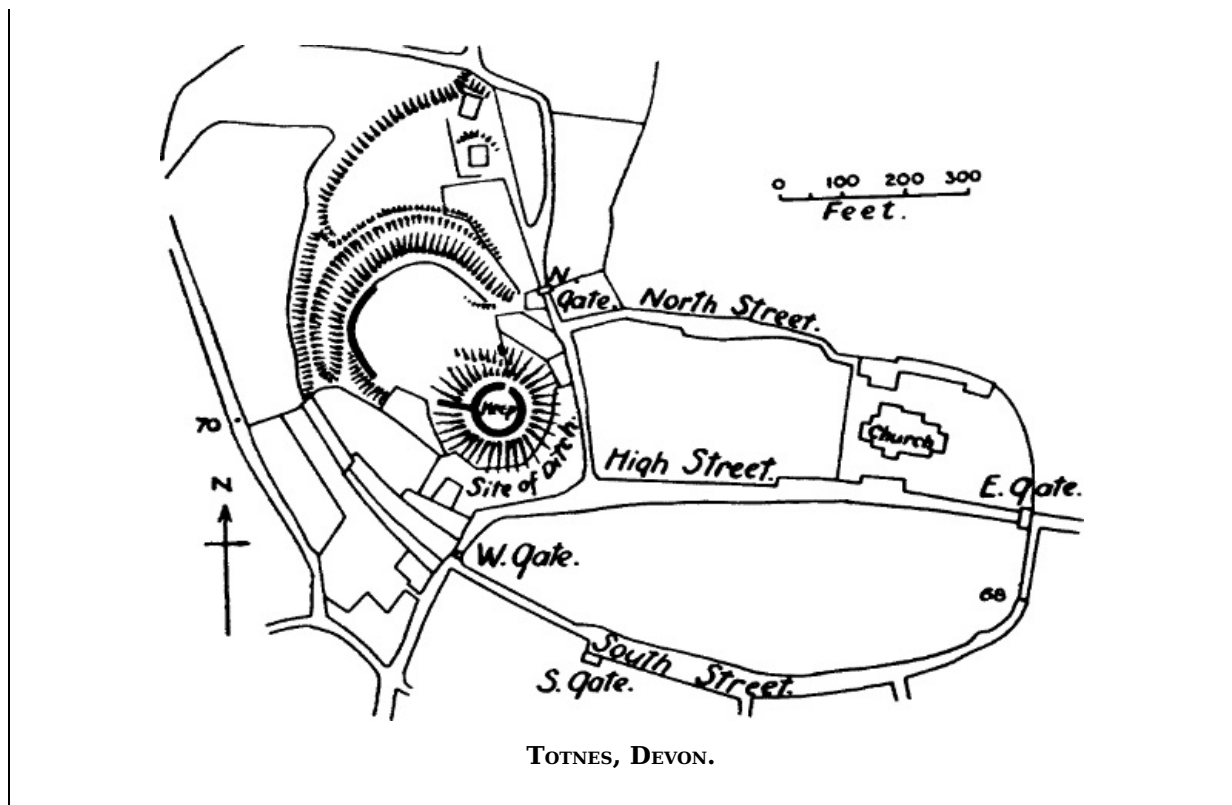 0 100 200 300
Feet.
N.
Gate.
North Street.
Keep
Church
70
Site of Ditch.
High Street.
E. Gate.
N
W. Gate.
68
South Street.
S. Gate.
Totnes, Devon.